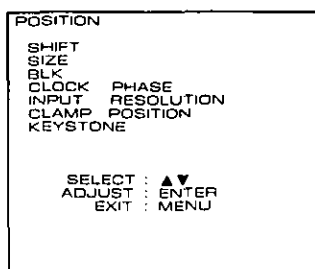 POSITION
SHIFT
SIZE
BLK
CLOCK PHASE
INPUT RESOLUTION
CLAMP POSITION
KEYSTONE
SELECT : ▲▼
ADJUST : ENTER
EXIT : MENU